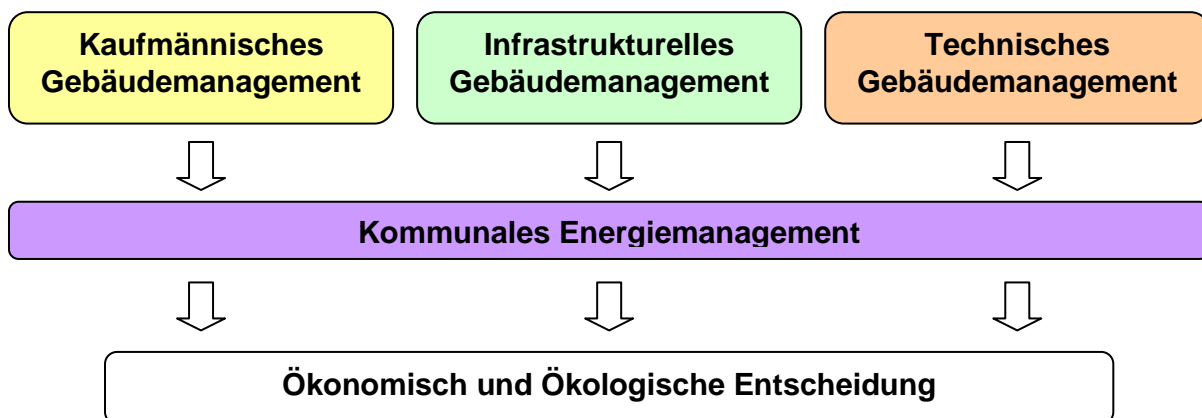 Kaufmännisches
Gebäudemanagement
Infrastrukturelles
Gebäudemanagement
Technisches
Gebäudemanagement
Kommunales Energiemanagement
Ökonomisch und Ökologische Entscheidung